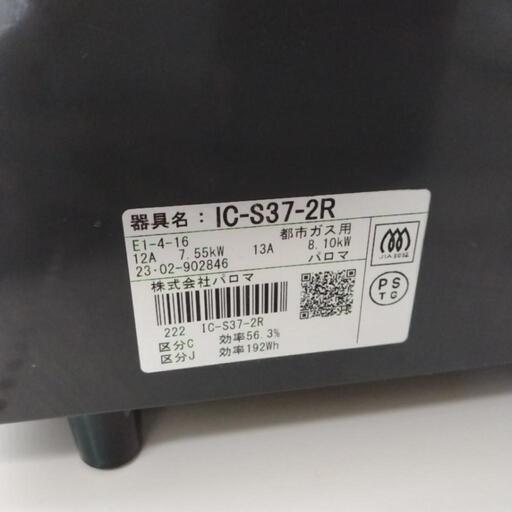 器具名：IC-S37-2R
E1-4-16 都市ガス用
12A 7.55kW 13A 8.10kW
23・02-902846 パロマ
株式会社パロマ
222 IC-S37-2R
区分C 効率56.3%
区分J 効率192Wh
JIA
PS
TG